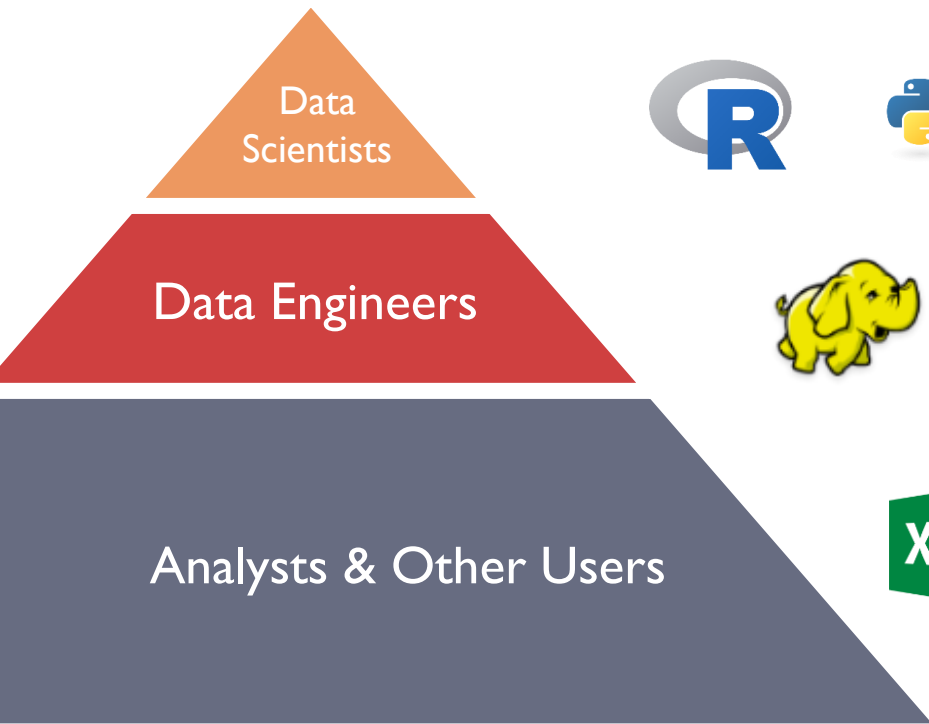 Data
Scientists
R
Data Engineers
X
Analysts & Other Users